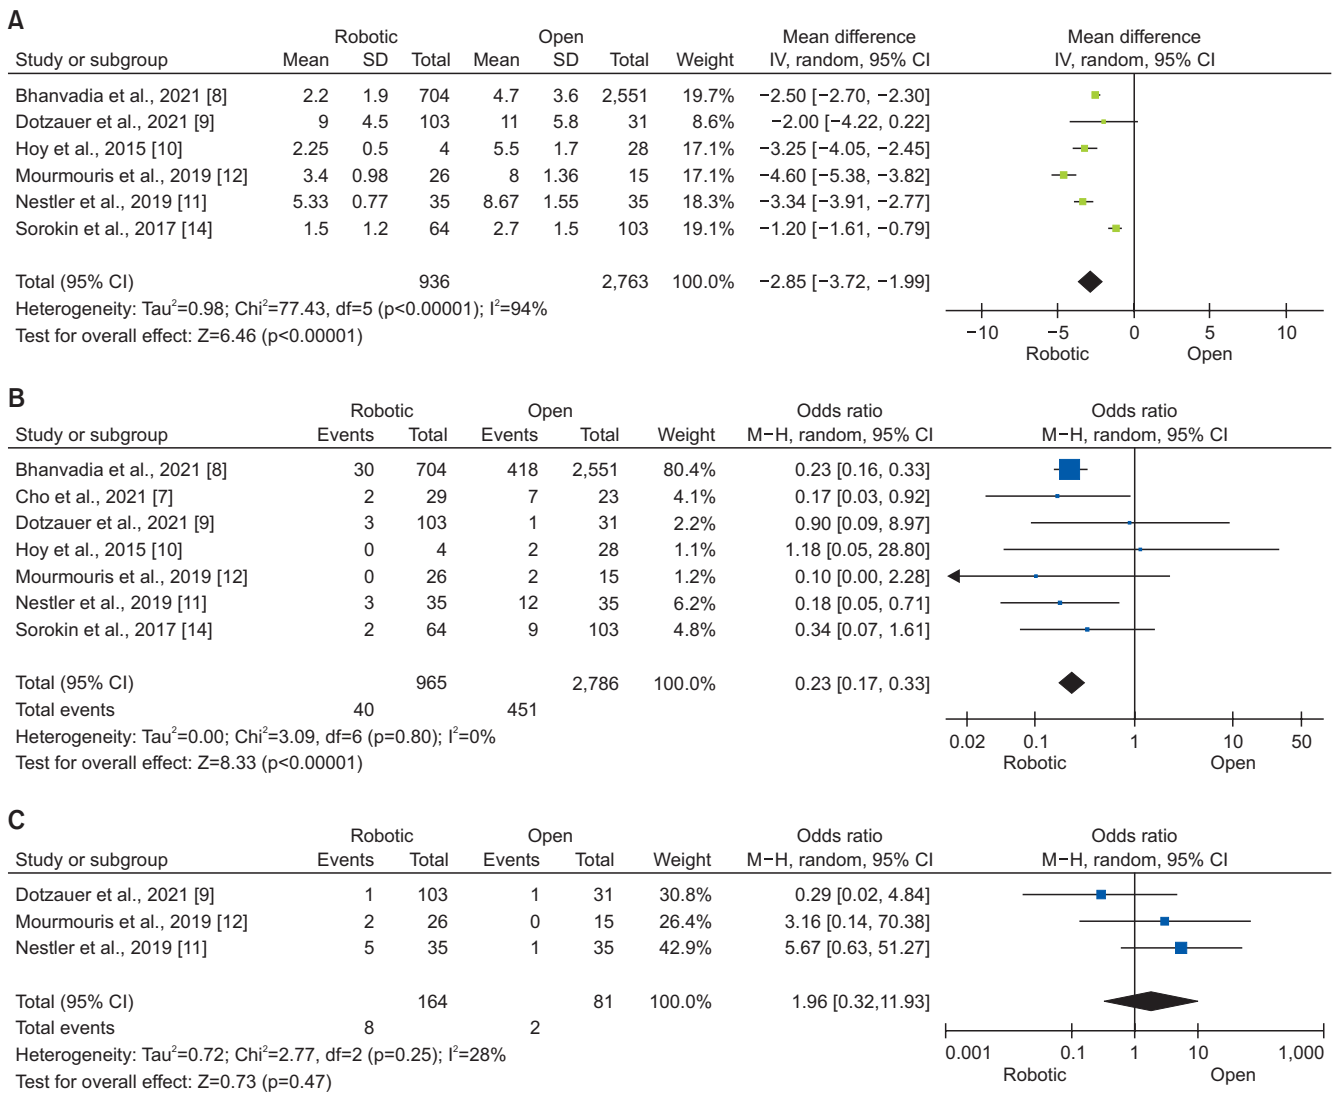 A
Robotic Open Mean difference Mean difference
Study or subgroup Mean SD Total Mean SD Total Weight IV, random, 95% CI IV, random, 95% CI
Bhanvadia et al., 2021 [8] 2.2 1.9 704 4.7 3.6 2,551 19.7% −2.50 [−2.70, −2.30]
Dotzauer et al., 2021 [9] 9 4.5 103 11 5.8 31 8.6% −2.00 [−4.22, 0.22]
Hoy et al., 2015 [10] 2.25 0.5 4 5.5 1.7 28 17.1% −3.25 [−4.05, −2.45]
Mourmouris et al., 2019 [12] 3.4 0.98 26 8 1.36 15 17.1% −4.60 [−5.38, −3.82]
Nestler et al., 2019 [11] 5.33 0.77 35 8.67 1.55 35 18.3% −3.34 [−3.91, −2.77]
Sorokin et al., 2017 [14] 1.5 1.2 64 2.7 1.5 103 19.1% −1.20 [−1.61, −0.79]
Total (95% CI) 936 2,763 100.0% −2.85 [−3.72, −1.99]
Heterogeneity: Tau²=0.98; Chi²=77.43, df=5 (p<0.00001); I²=94%
Test for overall effect: Z=6.46 (p<0.00001)
−10 −5 0 5 10
Robotic Open
B
Robotic Open Odds ratio Odds ratio
Study or subgroup Events Total Events Total Weight M−H, random, 95% CI M−H, random, 95% CI
Bhanvadia et al., 2021 [8] 30 704 418 2,551 80.4% 0.23 [0.16, 0.33]
Cho et al., 2021 [7] 2 29 7 23 4.1% 0.17 [0.03, 0.92]
Dotzauer et al., 2021 [9] 3 103 1 31 2.2% 0.90 [0.09, 8.97]
Hoy et al., 2015 [10] 0 4 2 28 1.1% 1.18 [0.05, 28.80]
Mourmouris et al., 2019 [12] 0 26 2 15 1.2% 0.10 [0.00, 2.28]
Nestler et al., 2019 [11] 3 35 12 35 6.2% 0.18 [0.05, 0.71]
Sorokin et al., 2017 [14] 2 64 9 103 4.8% 0.34 [0.07, 1.61]
Total (95% CI) 965 2,786 100.0% 0.23 [0.17, 0.33]
Total events 40 451
Heterogeneity: Tau²=0.00; Chi²=3.09, df=6 (p=0.80); I²=0%
Test for overall effect: Z=8.33 (p<0.00001)
0.02 0.1 1 10 50
Robotic Open
C
Robotic Open Odds ratio Odds ratio
Study or subgroup Events Total Events Total Weight M−H, random, 95% CI M−H, random, 95% CI
Dotzauer et al., 2021 [9] 1 103 1 31 30.8% 0.29 [0.02, 4.84]
Mourmouris et al., 2019 [12] 2 26 0 15 26.4% 3.16 [0.14, 70.38]
Nestler et al., 2019 [11] 5 35 1 35 42.9% 5.67 [0.63, 51.27]
Total (95% CI) 164 81 100.0% 1.96 [0.32,11.93]
Total events 8 2
Heterogeneity: Tau²=0.72; Chi²=2.77, df=2 (p=0.25); I²=28%
Test for overall effect: Z=0.73 (p=0.47)
0.001 0.1 1 10 1,000
Robotic Open